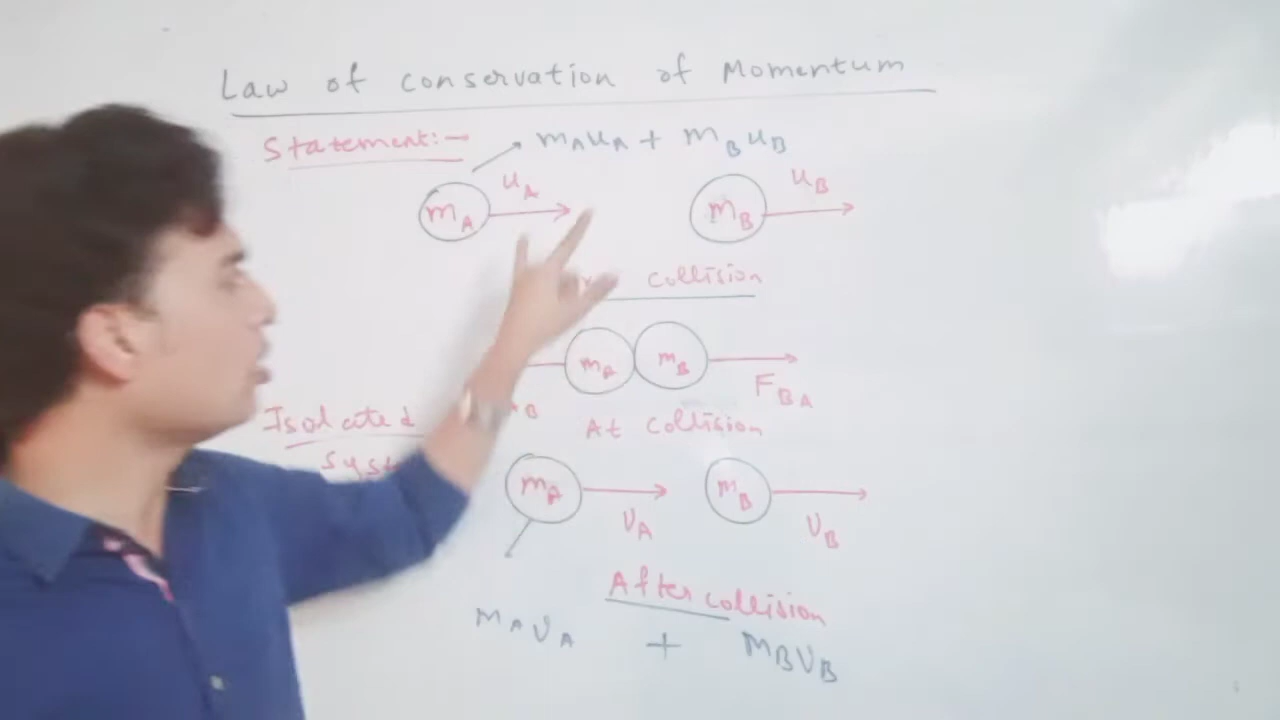 Law of conservation of Momentum
Statement:-
mAuA + mBuB
uA
uB
mA
mB
collision
mA
mB
FBA
Isolated
At collision
mA
mB
VA
VB
After collision
mAVA + mBVB